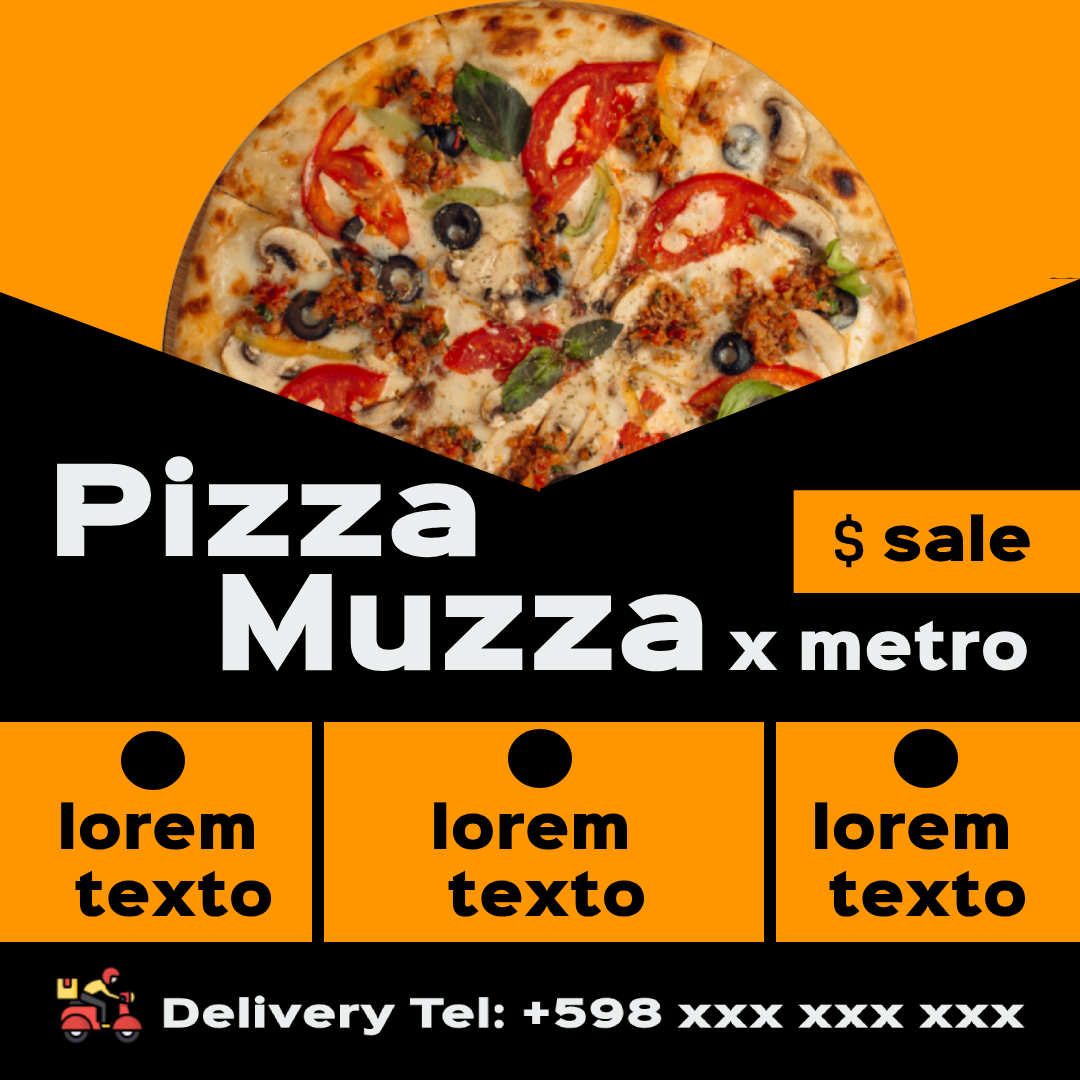 Pizza
Muzza x metro
$ sale
lorem
texto
lorem
texto
lorem
texto
Delivery Tel: +598 xxx xxx xxx